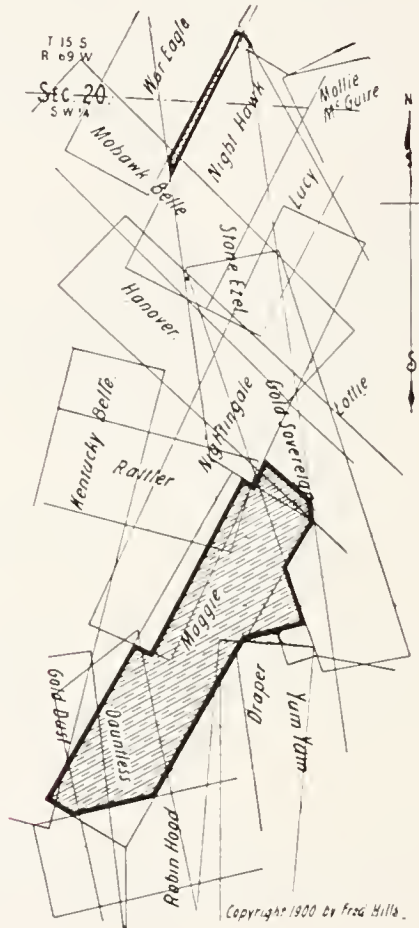 T 15 S
R 69 W
SEC. 20.
SW ¼
War Eagle
Night Hawk
Mollie
McGuire
N
Mohawk Belle
Lucy
Stone Ezel
Hanover.
S
Nightingale
Gold Sovereign
Lottie
Kentucky Belle.
Rattler
Maggie
Gold Dust
Dauntless
Draper
Yum Yum
Robin Hood
Copyright 1900 by Fred Hills